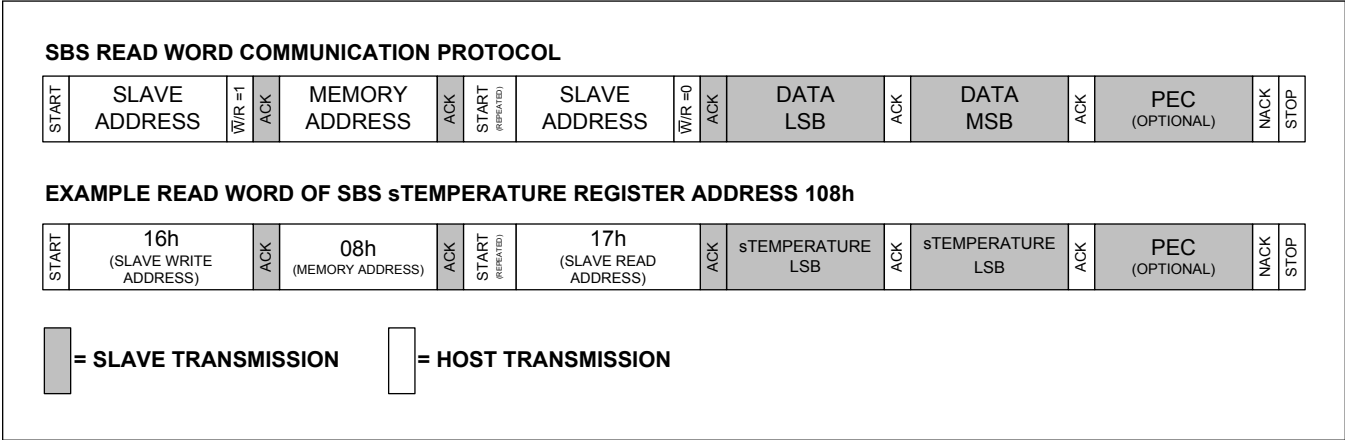 SBS READ WORD COMMUNICATION PROTOCOL
START
SLAVE
ADDRESS
W̅/R =1
ACK
MEMORY
ADDRESS
ACK
START
(REPEATED)
SLAVE
ADDRESS
W̅/R =0
ACK
DATA
LSB
ACK
DATA
MSB
ACK
PEC
(OPTIONAL)
NACK
STOP
EXAMPLE READ WORD OF SBS sTEMPERATURE REGISTER ADDRESS 108h
START
16h
(SLAVE WRITE
ADDRESS)
ACK
08h
(MEMORY ADDRESS)
ACK
START
(REPEATED)
17h
(SLAVE READ
ADDRESS)
ACK
sTEMPERATURE
LSB
ACK
sTEMPERATURE
LSB
ACK
PEC
(OPTIONAL)
NACK
STOP
= SLAVE TRANSMISSION
= HOST TRANSMISSION